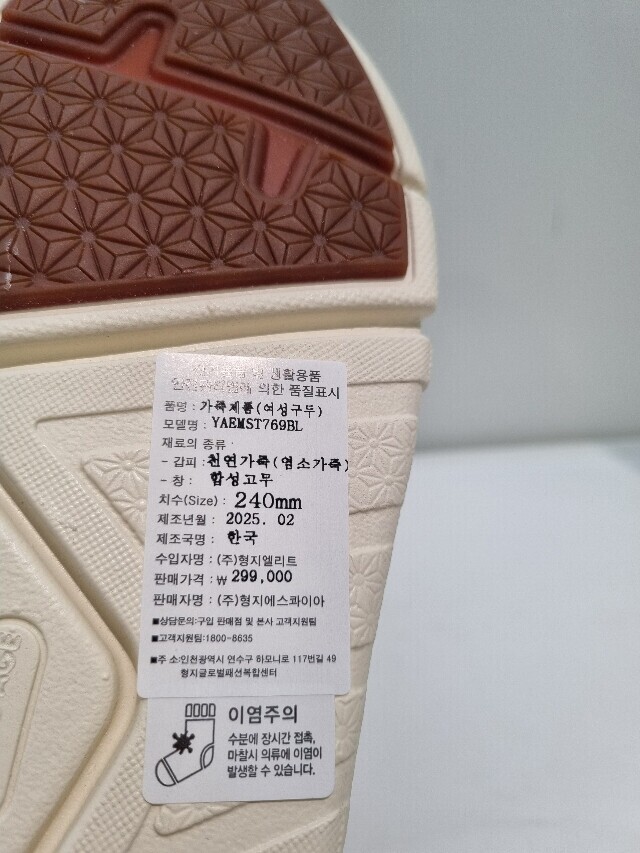 생활용품
의한 품질표시
품명 : 가죽제품(여성구두)
모델명 : YAEMST769BL
재료의 종류 :
- 갑피 : 천연가죽(염소가죽)
- 창 : 합성고무
치수(Size) : 240mm
제조년월 : 2025. 02
제조국명 : 한국
수입자명 : (주)형지엘리트
판매가격 : ₩ 299,000
판매자명 : (주)형지에스콰이아
■상담문의:구입 판매점 및 본사 고객지원팀
■고객지원팀:1800-8635
■주 소:인천광역시 연수구 하모니로 117번길 49
형지글로벌패션복합센터
이염주의
수분에 장시간 접촉,
마찰시 의류에 이염이
발생할 수 있습니다.